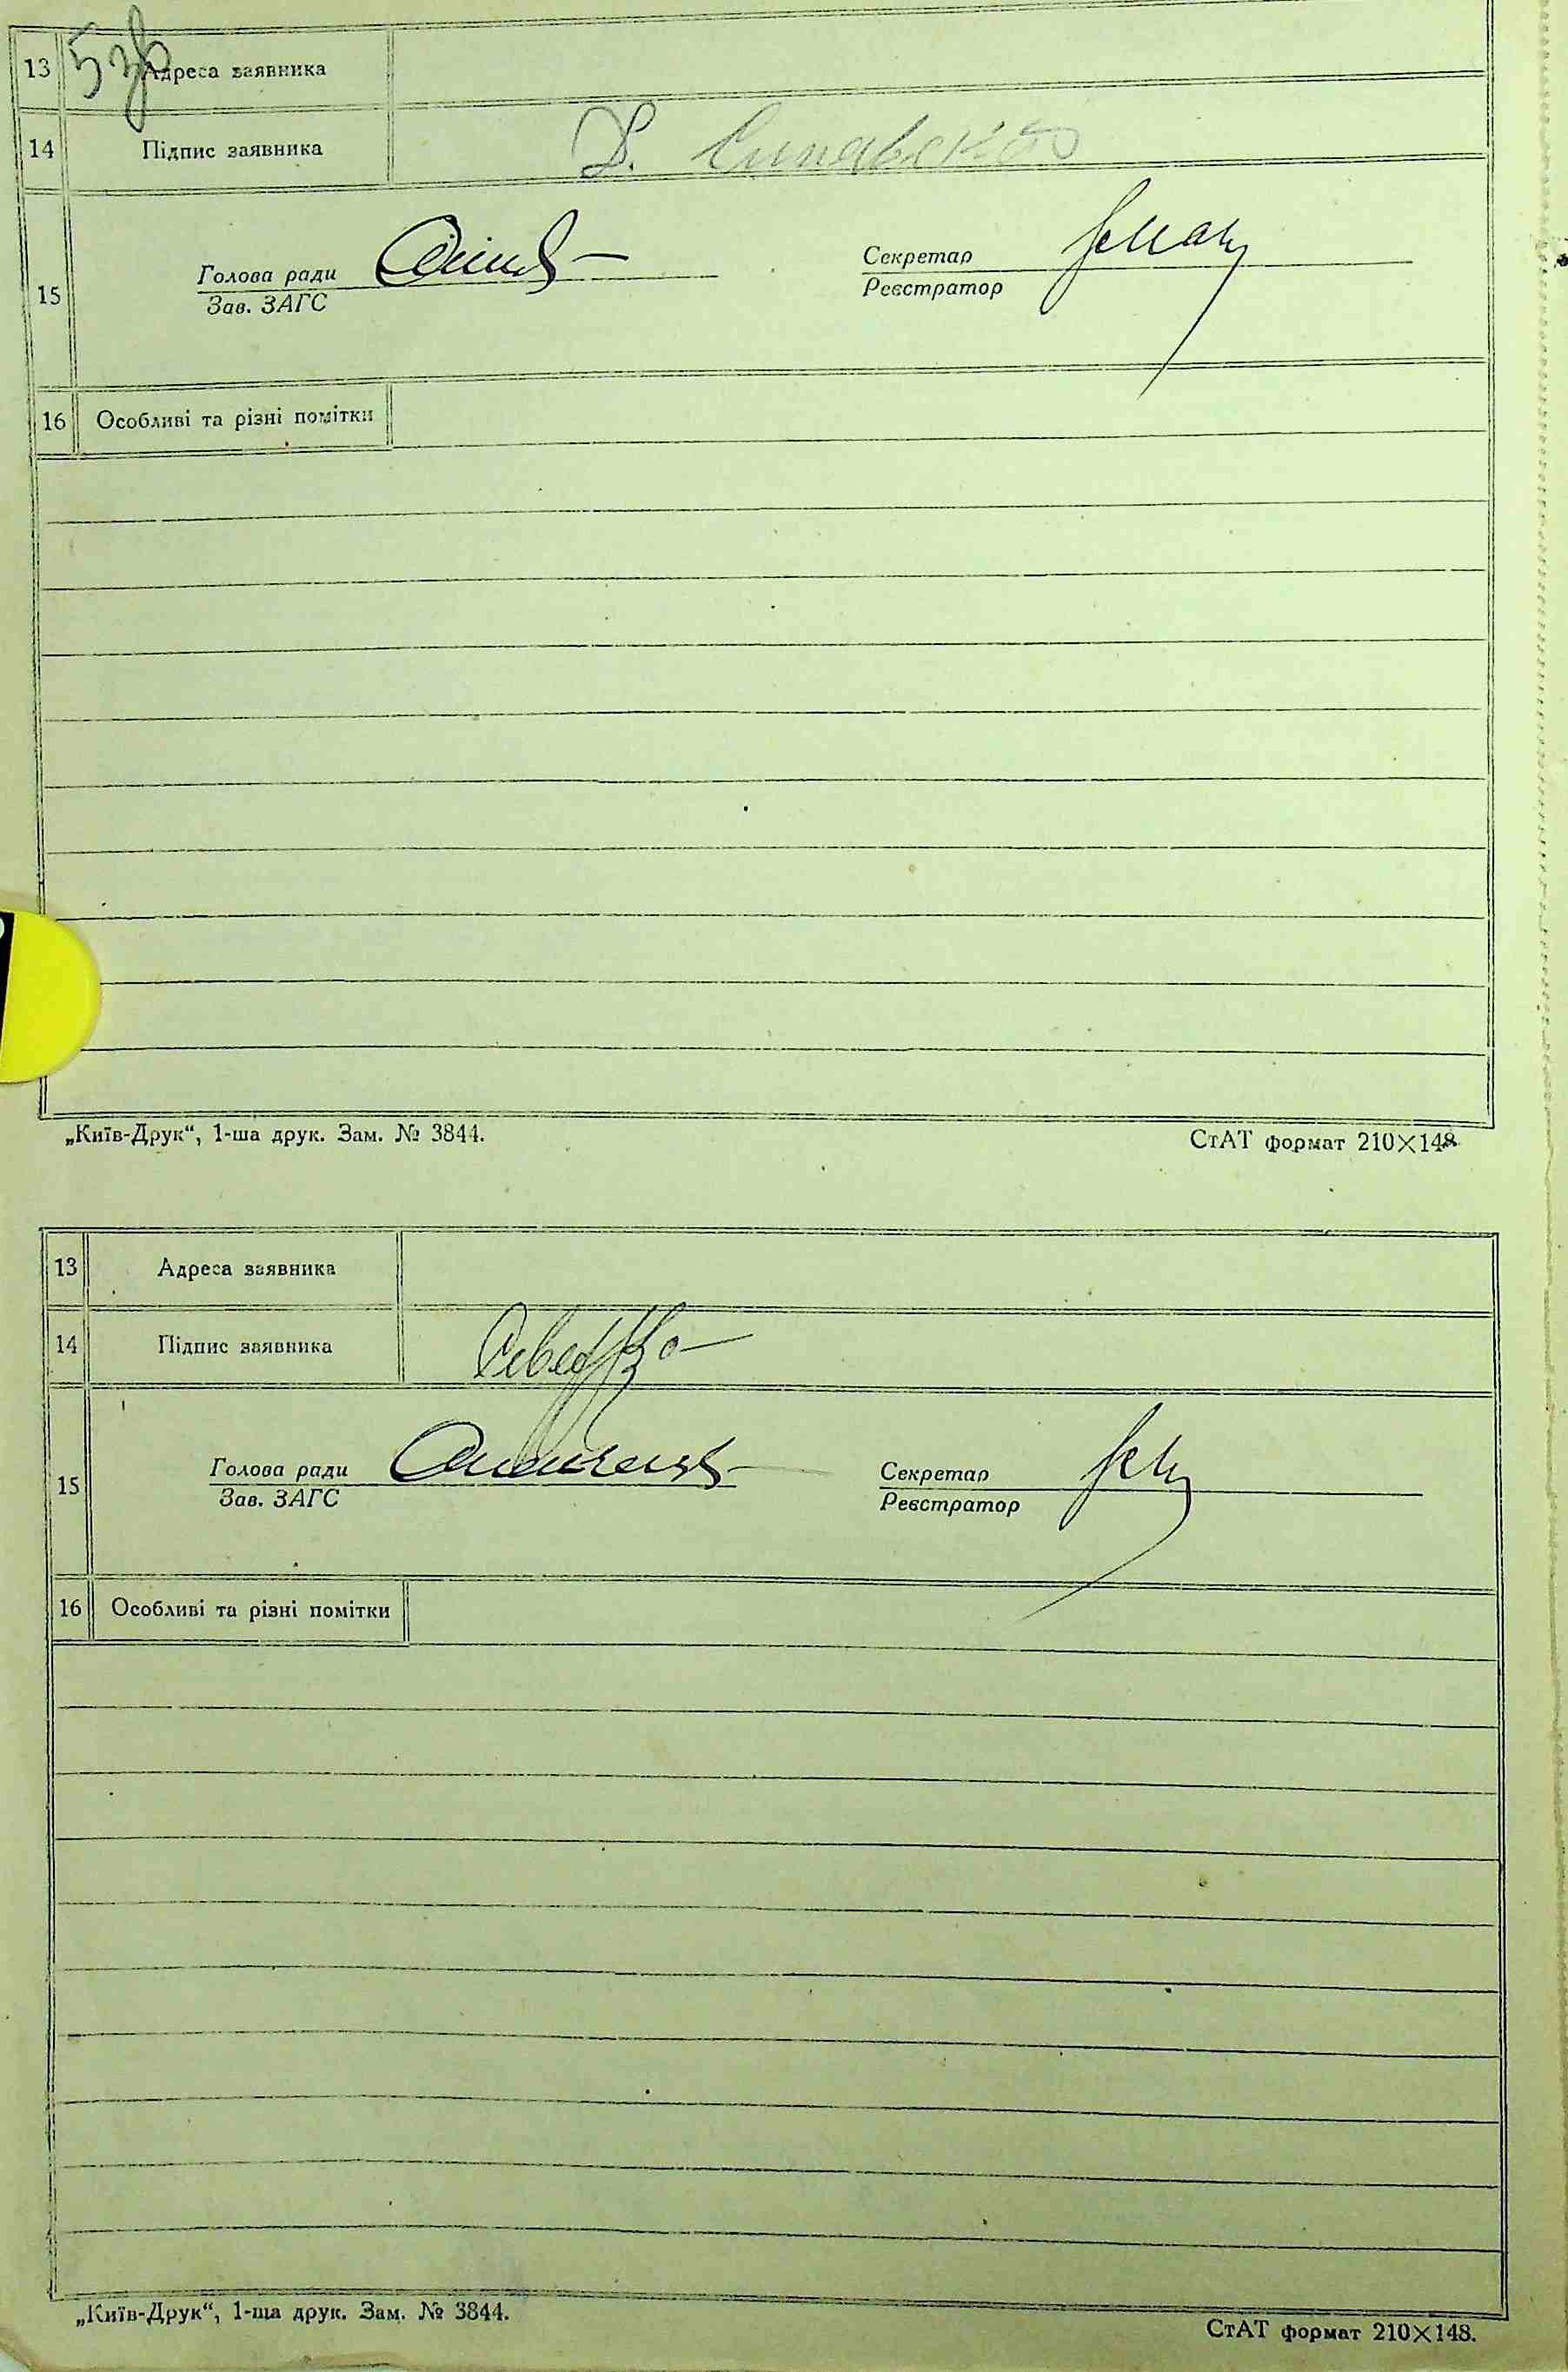 5 зв
13 Адреса заявника
14 Підпис заявника Д. Синявський
15 Голова ради Секретар
Зав. ЗАГС Реєстратор
16 Особливі та різні помітки
„Київ-Друк“, 1-ша друк. Зам. № 3844. СтАТ формат 210×148
13 Адреса заявника
14 Підпис заявника
15 Голова ради Секретар
Зав. ЗАГС Реєстратор
16 Особливі та різні помітки
„Київ-Друк“, 1-ша друк. Зам. № 3844.
СтАТ формат 210×148.